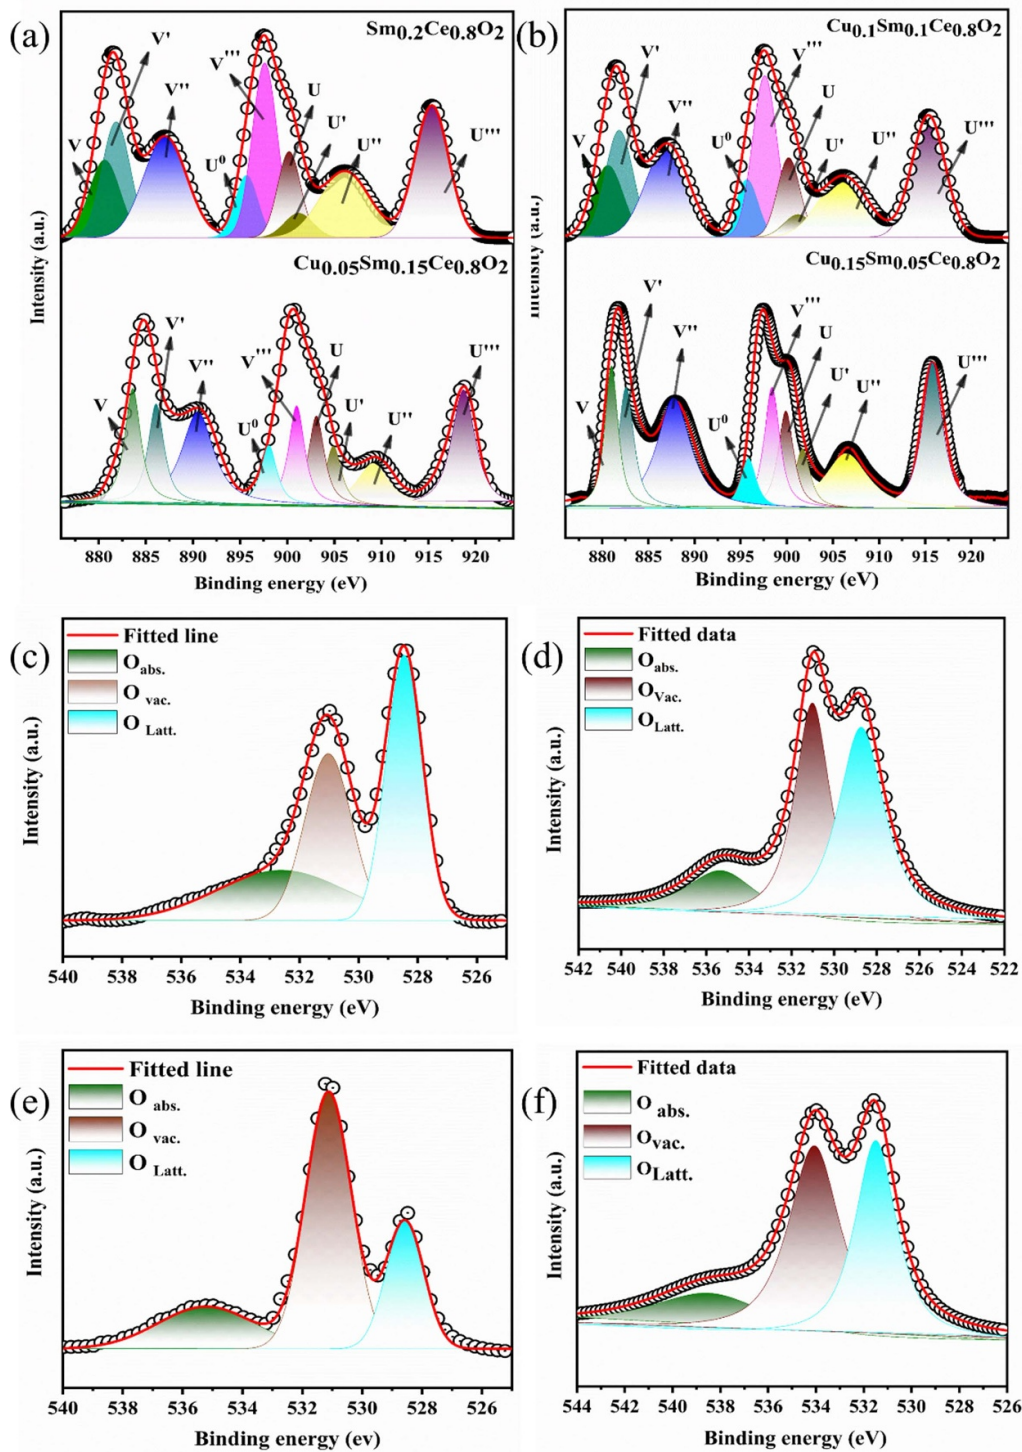 (a)
Sm0.2Ce0.8O2
V
V'
V''
U⁰
V'''
U
U'
U''
U'''
Cu0.05Sm0.15Ce0.8O2
V
V'
V''
U⁰
V'''
U
U'
U''
U'''
Intensity (a.u.)
880 885 890 895 900 905 910 915 920
Binding energy (eV)
(b)
Cu0.1Sm0.1Ce0.8O2
V
V'
V''
U⁰
V'''
U
U'
U''
U'''
Cu0.15Sm0.05Ce0.8O2
V
V'
V''
U⁰
V'''
U
U'
U''
U'''
Intensity (a.u.)
880 885 890 895 900 905 910 915 920
Binding energy (eV)
(c)
Fitted line
Oabs.
O vac.
O Latt.
Intensity (a.u.)
540 538 536 534 532 530 528 526
Binding energy (eV)
(d)
Fitted data
Oabs.
OVac.
OLatt.
Intensity (a.u.)
542 540 538 536 534 532 530 528 526 524 522
Binding energy (eV)
(e)
Fitted line
O abs.
O vac.
O Latt.
Intensity (a.u.)
540 538 536 534 532 530 528 526
Binding energy (ev)
(f)
Fitted data
O abs.
Ovac.
OLatt.
Intensity (a.u.)
544 542 540 538 536 534 532 530 528 526
Binding energy (eV)